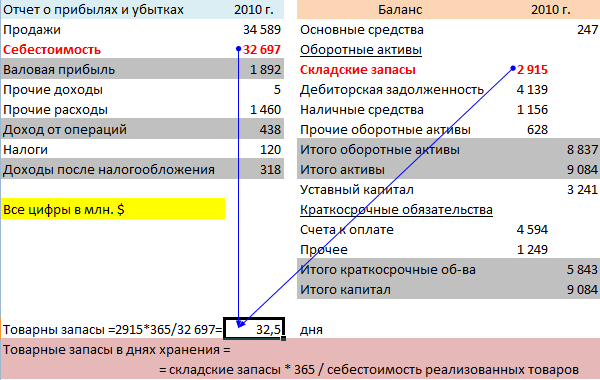 Отчет о прибылях и убытках 2010 г.
Продажи 34 589
Себестоимость 32 697
Валовая прибыль 1 892
Прочие доходы 5
Прочие расходы 1 460
Доход от операций 438
Налоги 120
Доходы после налогообложения 318
Все цифры в млн. $
Баланс 2010 г.
Основные средства 247
Оборотные активы
Складские запасы 2 915
Дебиторская задолженность 4 139
Наличные средства 1 156
Прочие оборотные активы 628
Итого оборотные активы 8 837
Итого активы 9 084
Уставный капитал 3 241
Краткосрочные обязательства
Счета к оплате 4 594
Прочее 1 249
Итого краткосрочные об-ва 5 843
Итого капитал 9 084
Товарны запасы =2915*365/32 697= 32,5 дня
Товарные запасы в днях хранения =
= складские запасы * 365 / себестоимость реализованных товаров